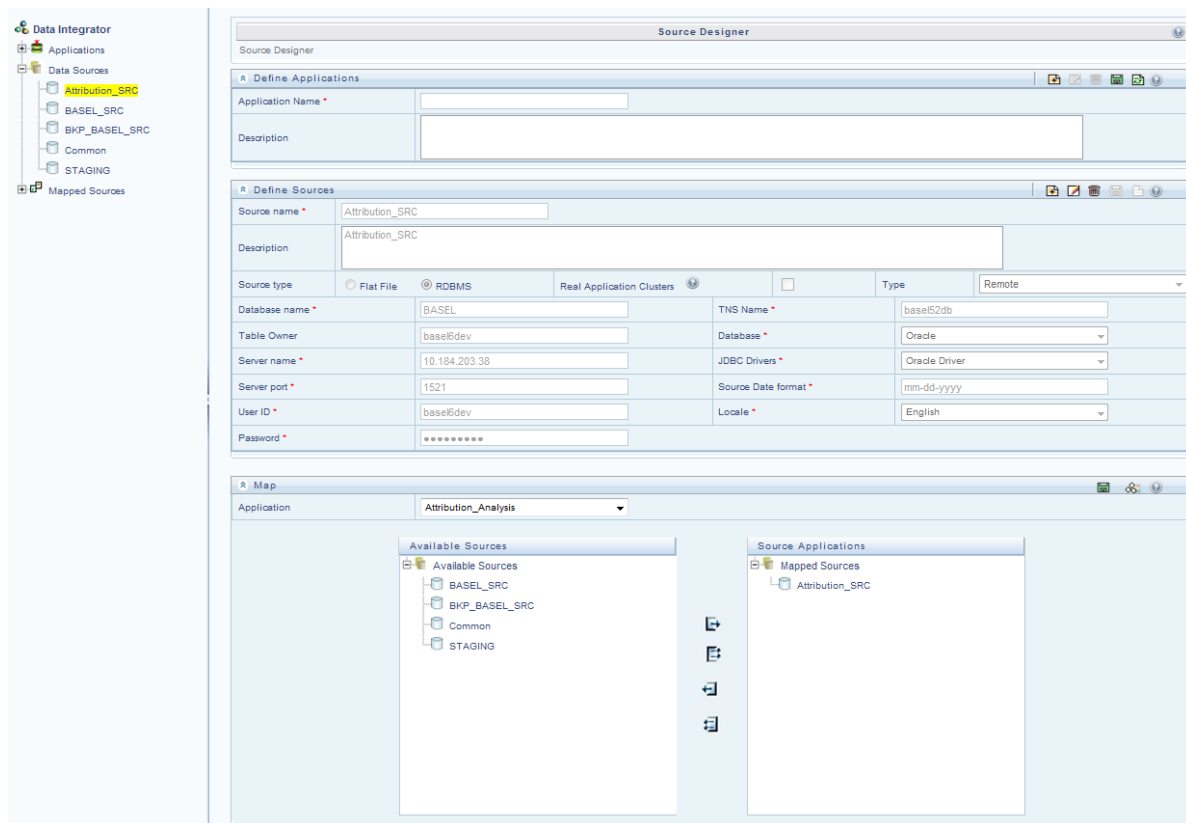 Data Integrator
Applications
Data Sources
Attribution_SRC
BASEL_SRC
BKP_BASEL_SRC
Common
STAGING
Mapped Sources
Source Designer
Source Designer
Define Applications
Application Name *
Description
Define Sources
Source name * Attribution_SRC
Description Attribution_SRC
Source type Flat File RDBMS Real Application Clusters Type Remote
Database name * BASEL TNS Name * basel52db
Table Owner basel6dev Database * Oracle
Server name * 10.184.203.38 JDBC Drivers * Oracle Driver
Server port * 1521 Source Date format * mm-dd-yyyy
User ID * basel6dev Locale * English
Password *
Map
Application Attribution_Analysis
Available Sources
Available Sources
BASEL_SRC
BKP_BASEL_SRC
Common
STAGING
Source Applications
Mapped Sources
Attribution_SRC